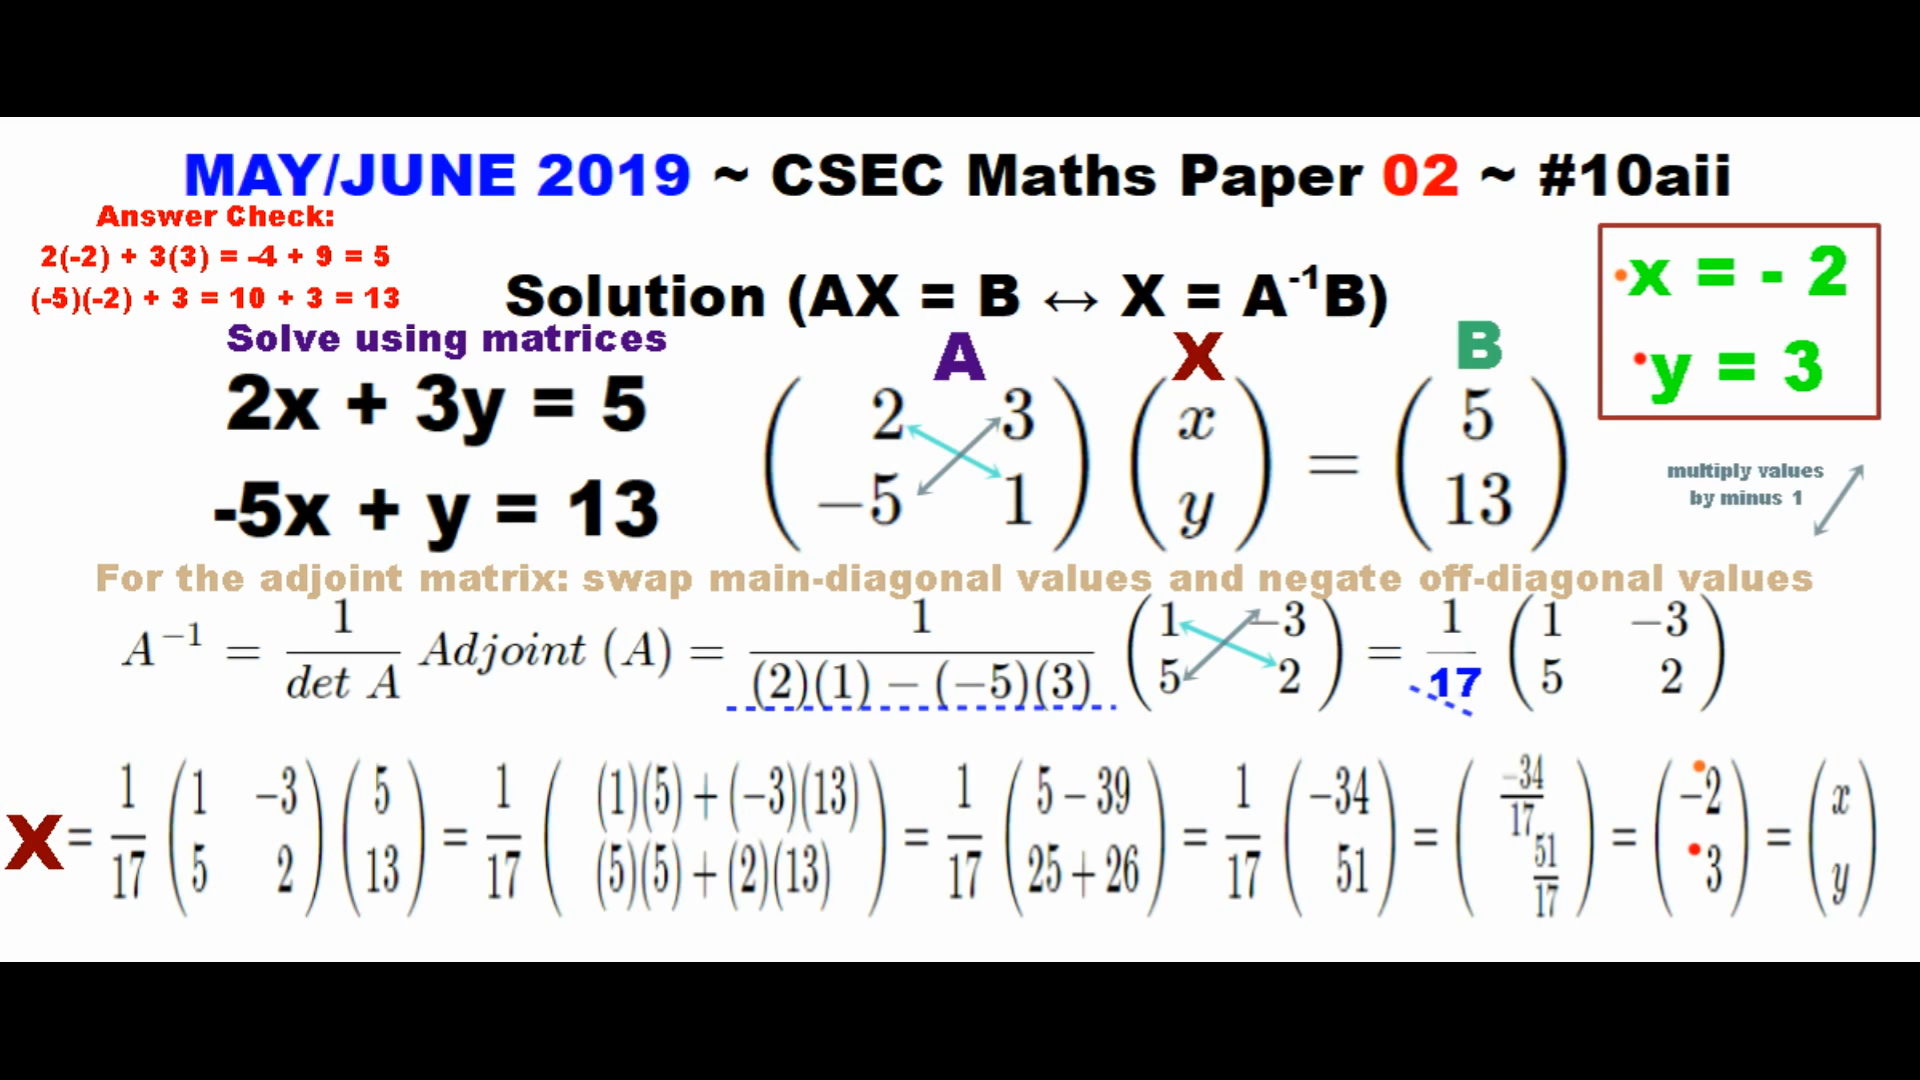 MAY/JUNE 2019 ~ CSEC Maths Paper 02 ~ #10aii
Answer Check:
2(-2) + 3(3) = -4 + 9 = 5
(-5)(-2) + 3 = 10 + 3 = 13
Solution (AX = B ↔ X = A⁻¹B)
x = - 2
y = 3
Solve using matrices
A X B
2x + 3y = 5
-5x + y = 13
( 2 3 ) ( x ) = ( 5 )
( −5 1 ) ( y ) ( 13 )
multiply values
by minus 1
For the adjoint matrix: swap main-diagonal values and negate off-diagonal values
A⁻¹ = 1/(det A) Adjoint (A) = 1/((2)(1) − (−5)(3)) ( 1 −3 ; 5 2 ) = 1/17 ( 1 −3 ; 5 2 )
X = 1/17 ( 1 −3 ; 5 2 ) ( 5 ; 13 ) = 1/17 ( (1)(5) + (−3)(13) ; (5)(5) + (2)(13) ) = 1/17 ( 5 − 39 ; 25 + 26 ) = 1/17 ( −34 ; 51 ) = ( −34/17 ; 51/17 ) = ( −2 ; 3 ) = ( x ; y )